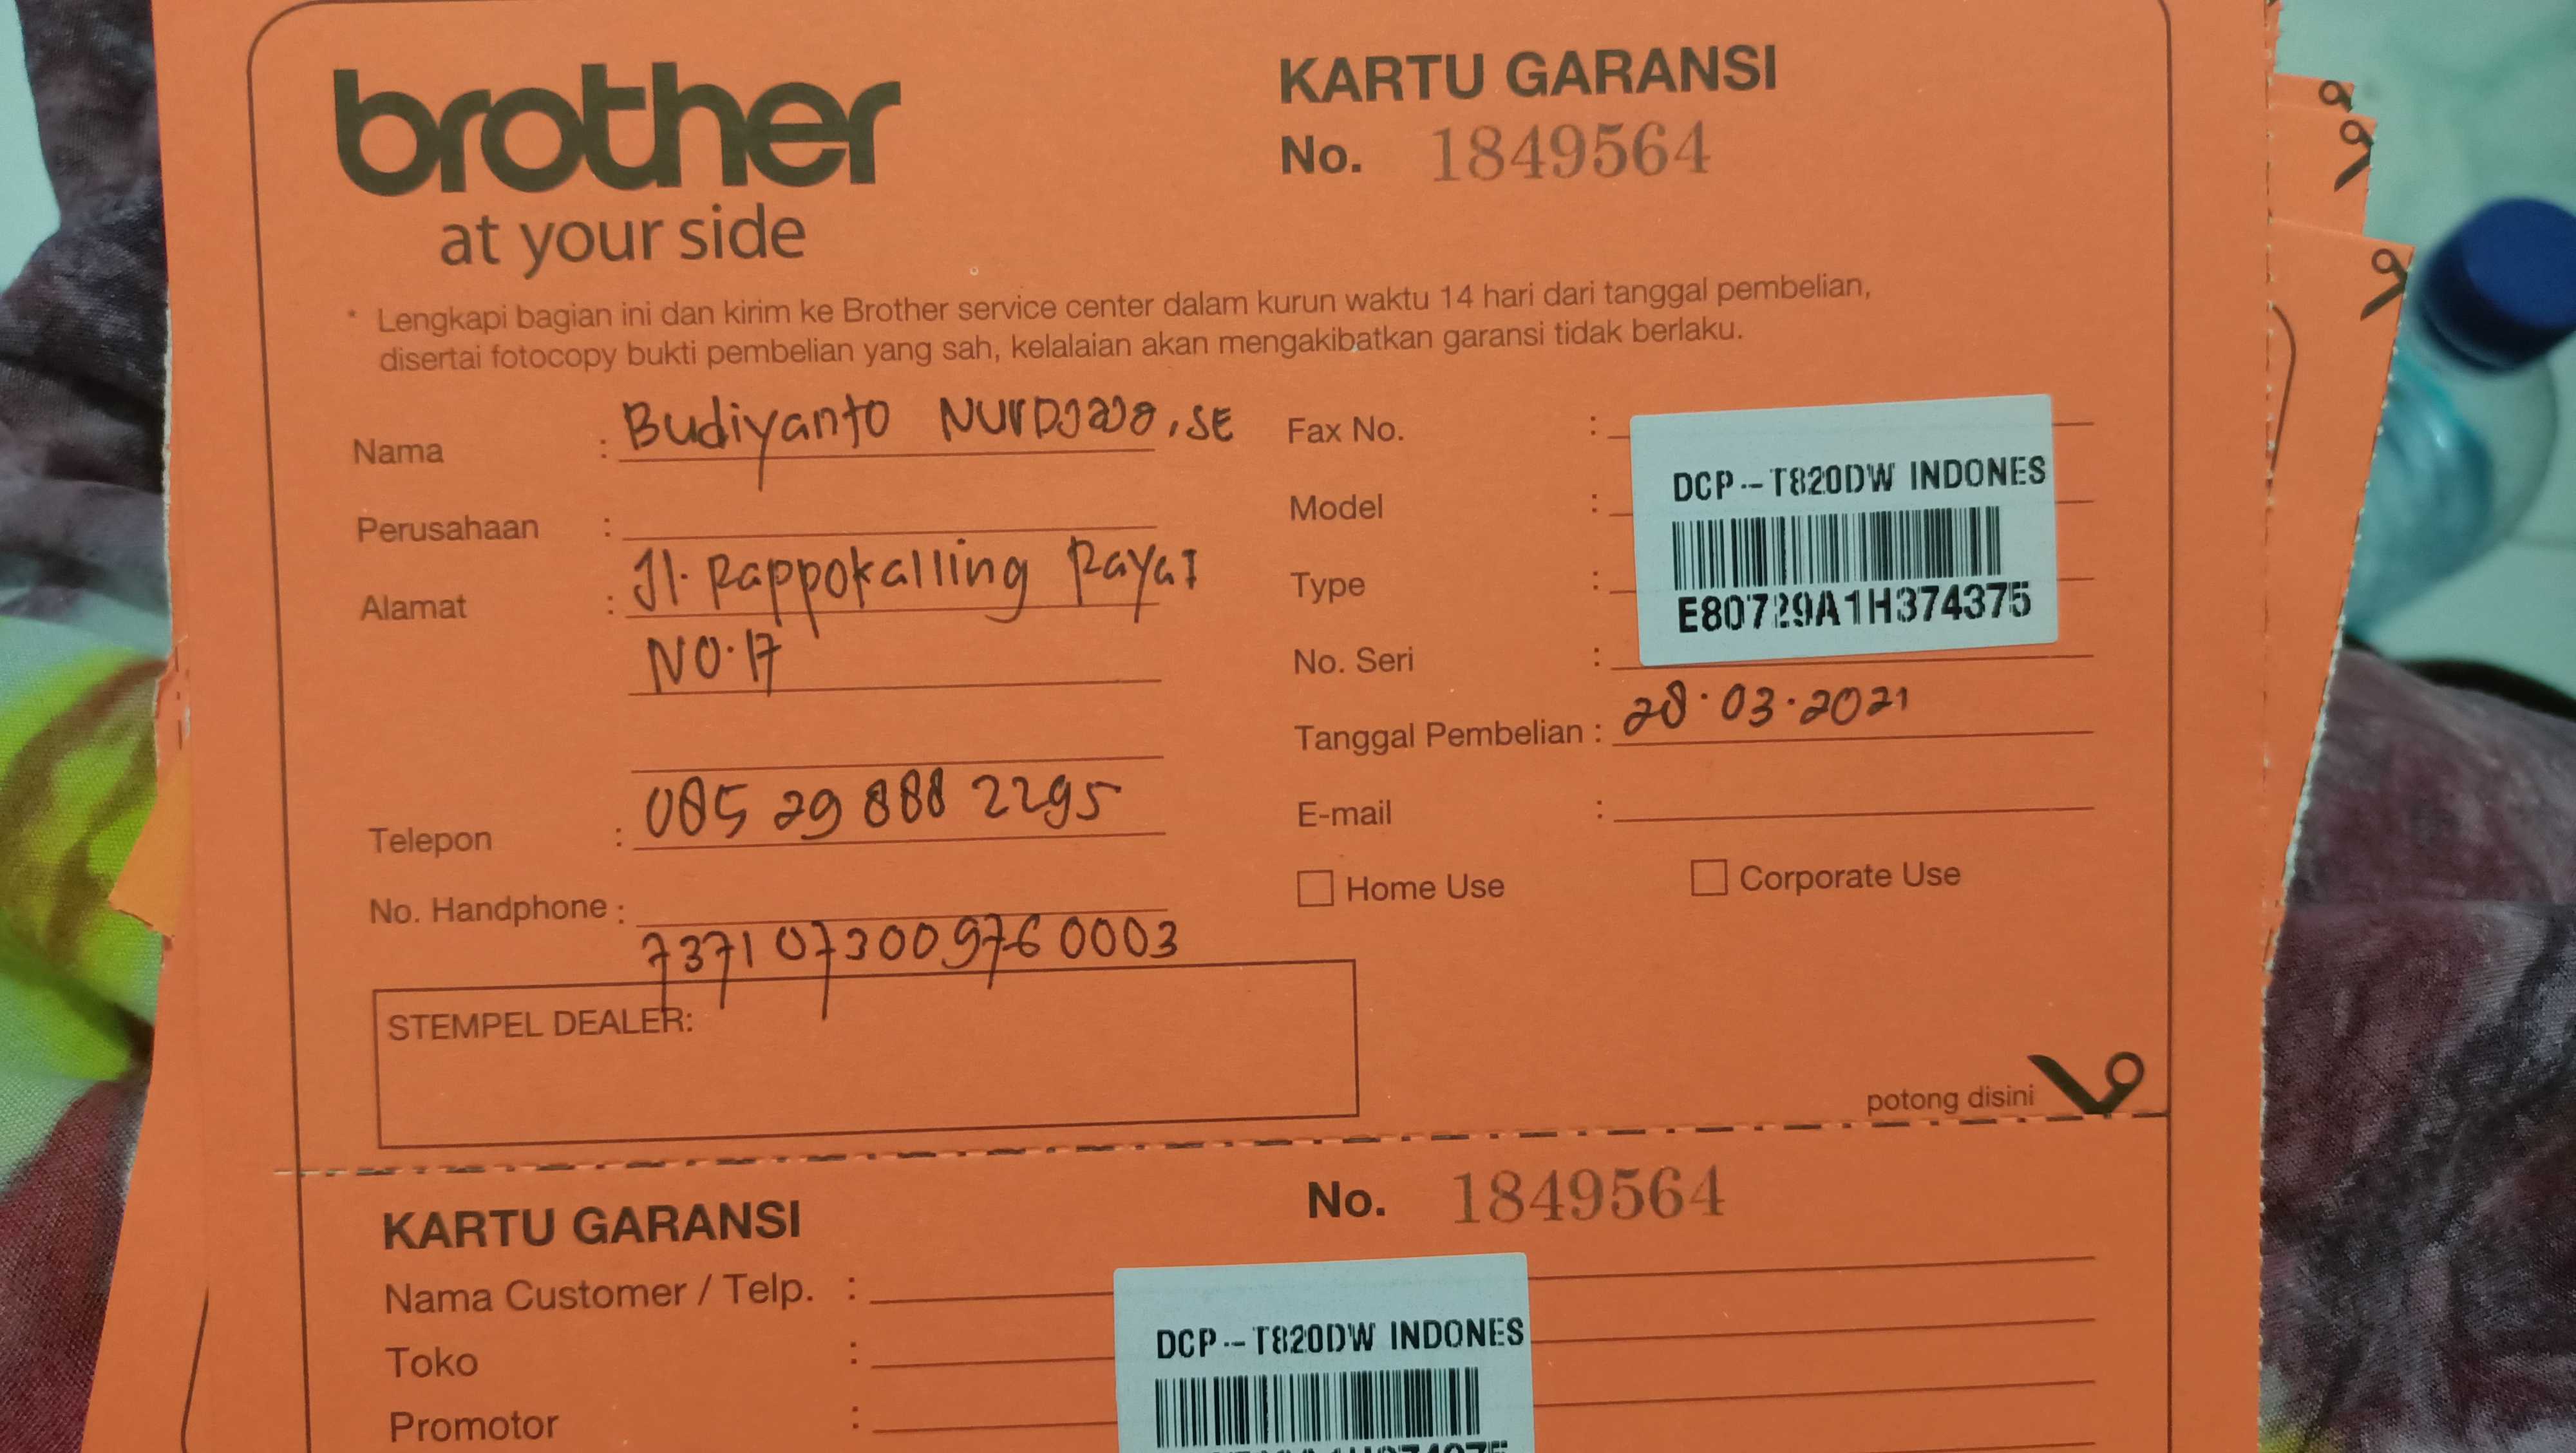 brother
at your side
KARTU GARANSI
No. 1849564
* Lengkapi bagian ini dan kirim ke Brother service center dalam kurun waktu 14 hari dari tanggal pembelian,
disertai fotocopy bukti pembelian yang sah, kelalaian akan mengakibatkan garansi tidak berlaku.
Nama : Budiyanto , SE
Perusahaan :
Alamat : Jl. Rappokalling Raya
NO. 17
Telepon : 085 29 888 2295
No. Handphone :
7371 073009760003
STEMPEL DEALER:
Fax No. :
Model :
DCP--T820DW INDONES
Type :
E80729A1H374375
No. Seri :
Tanggal Pembelian : 28.03.2021
E-mail :
Home Use
Corporate Use
potong disini
KARTU GARANSI
No. 1849564
Nama Customer / Telp. :
Toko :
Promotor :
DCP--T820DW INDONES